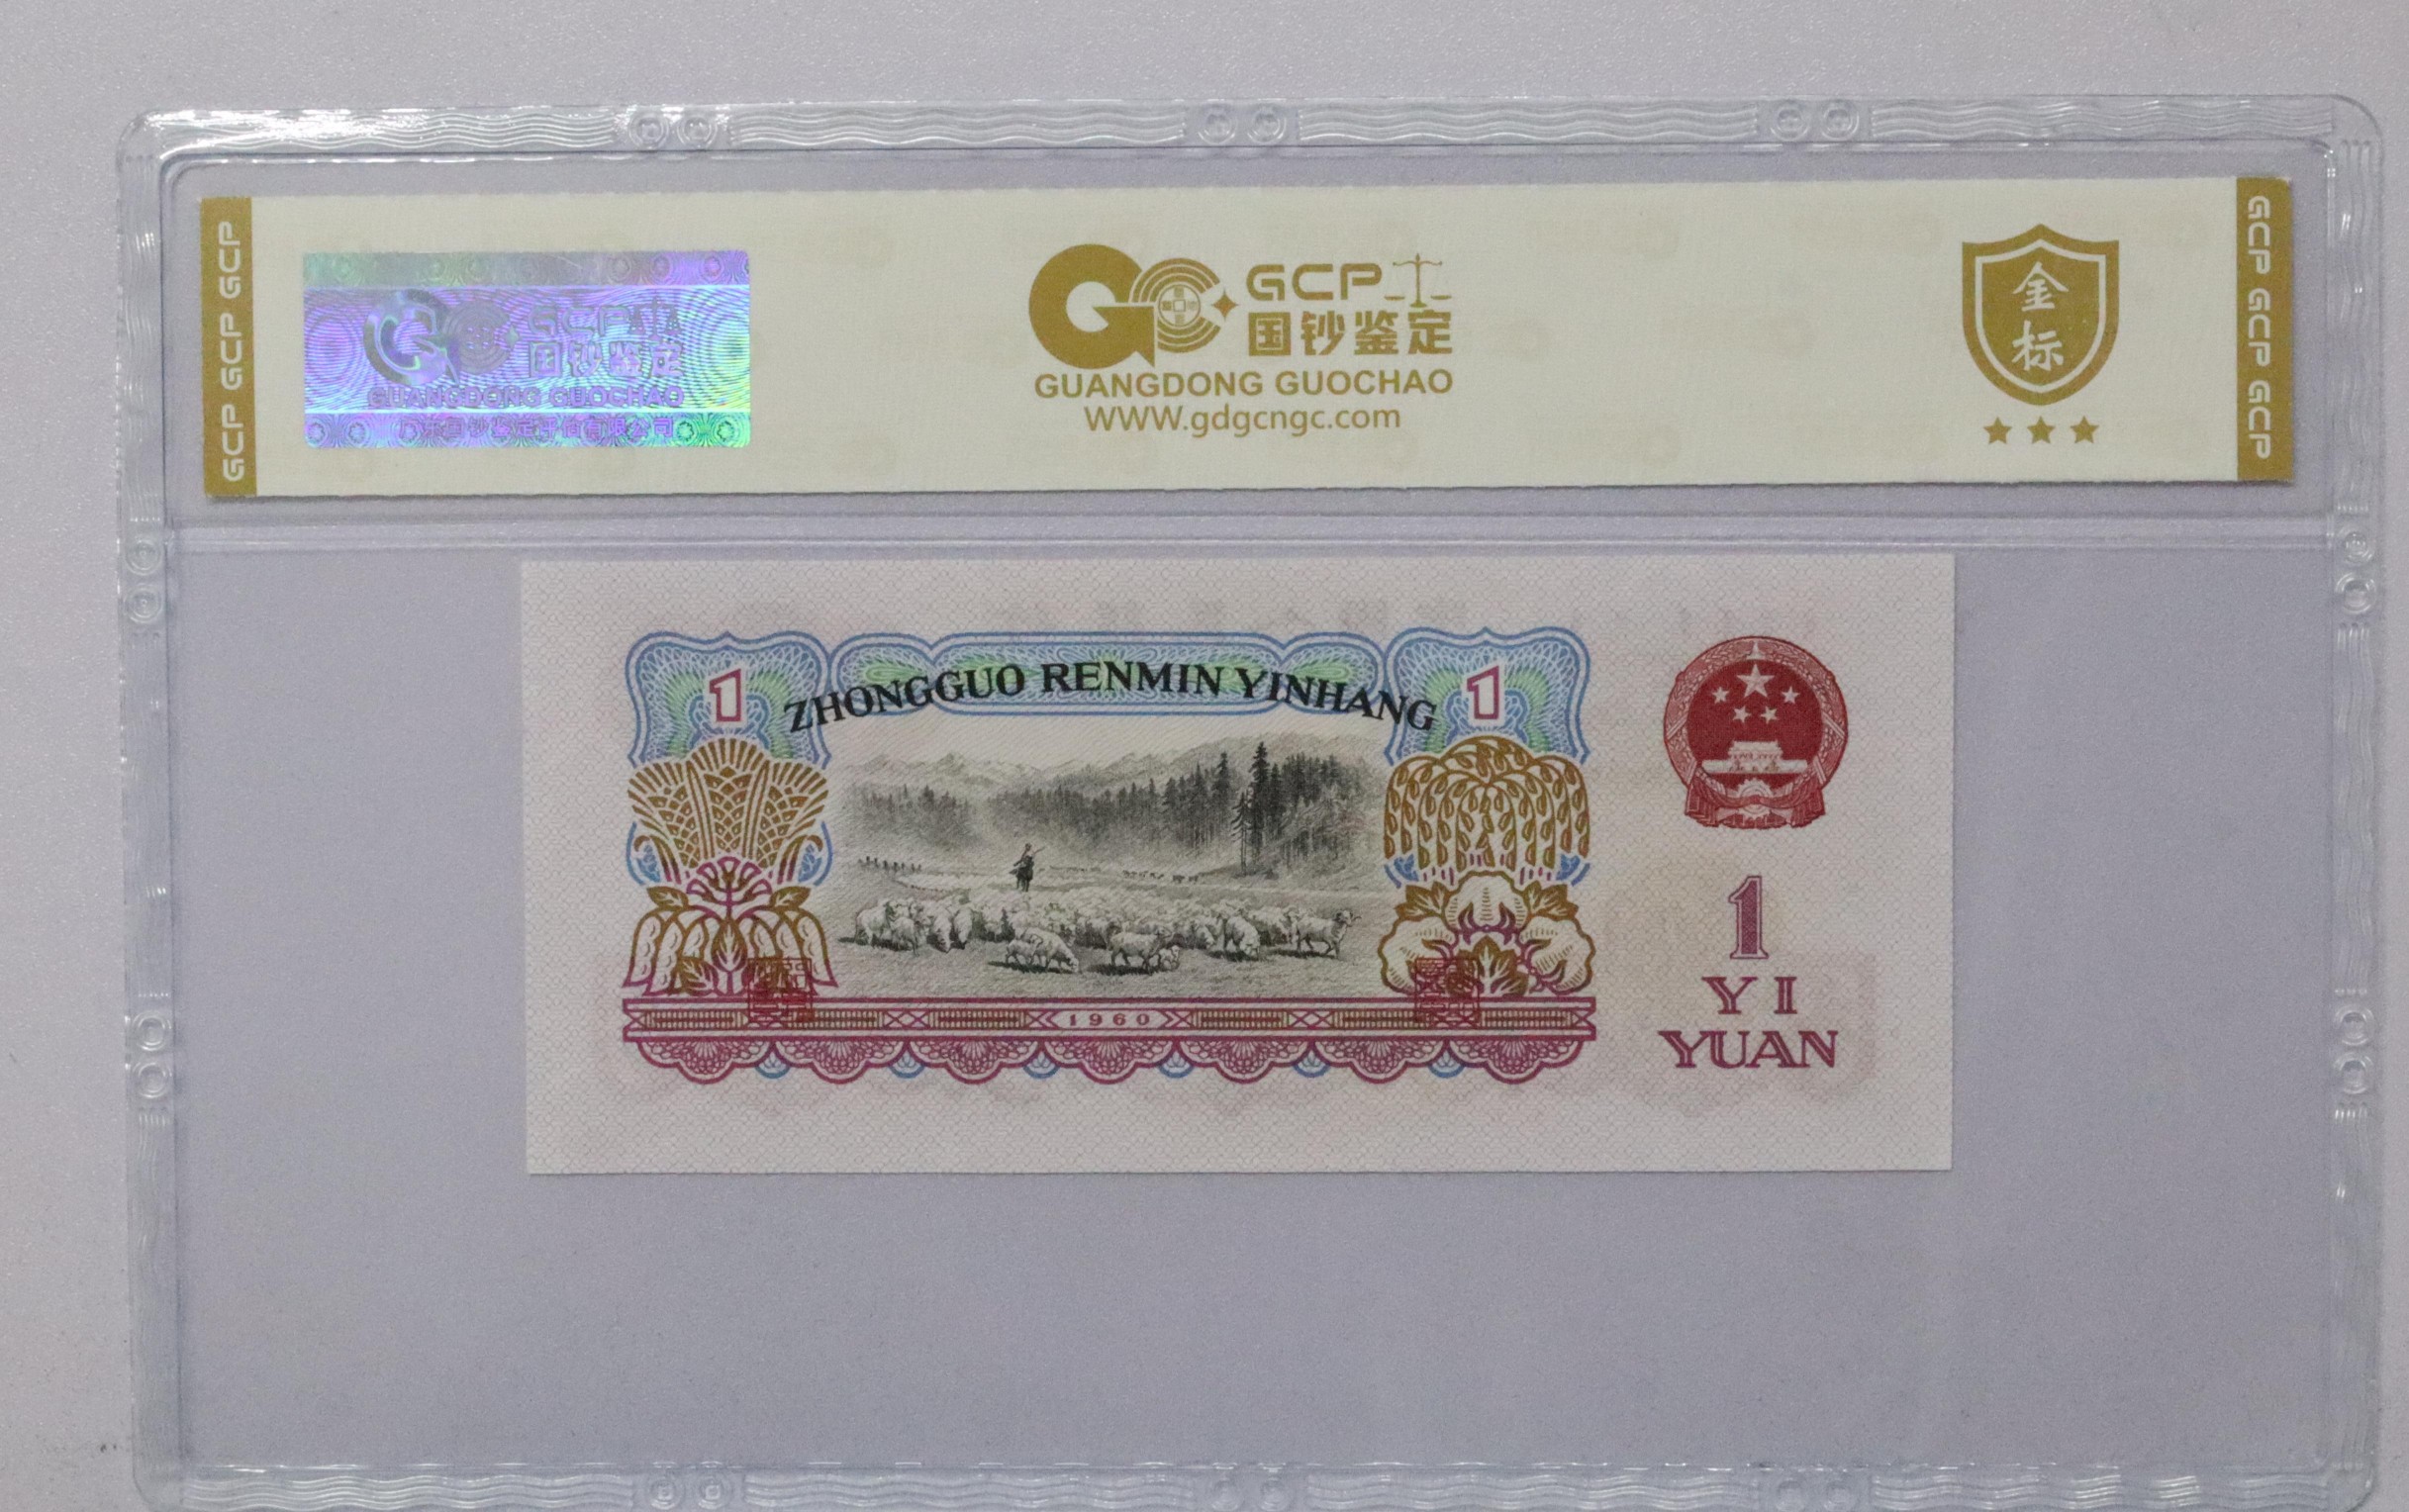 GCP GCP GCP
GCP
国钞鉴定
GUANGDONG GUOCHAO
广东国钞鉴定评估有限公司
GCP
国钞鉴定
GUANGDONG GUOCHAO
WWW.gdgcngc.com
金
标
GCP GCP GCP
ZHONGGUO RENMIN YINHANG
1
1
1
YI
YUAN
1960